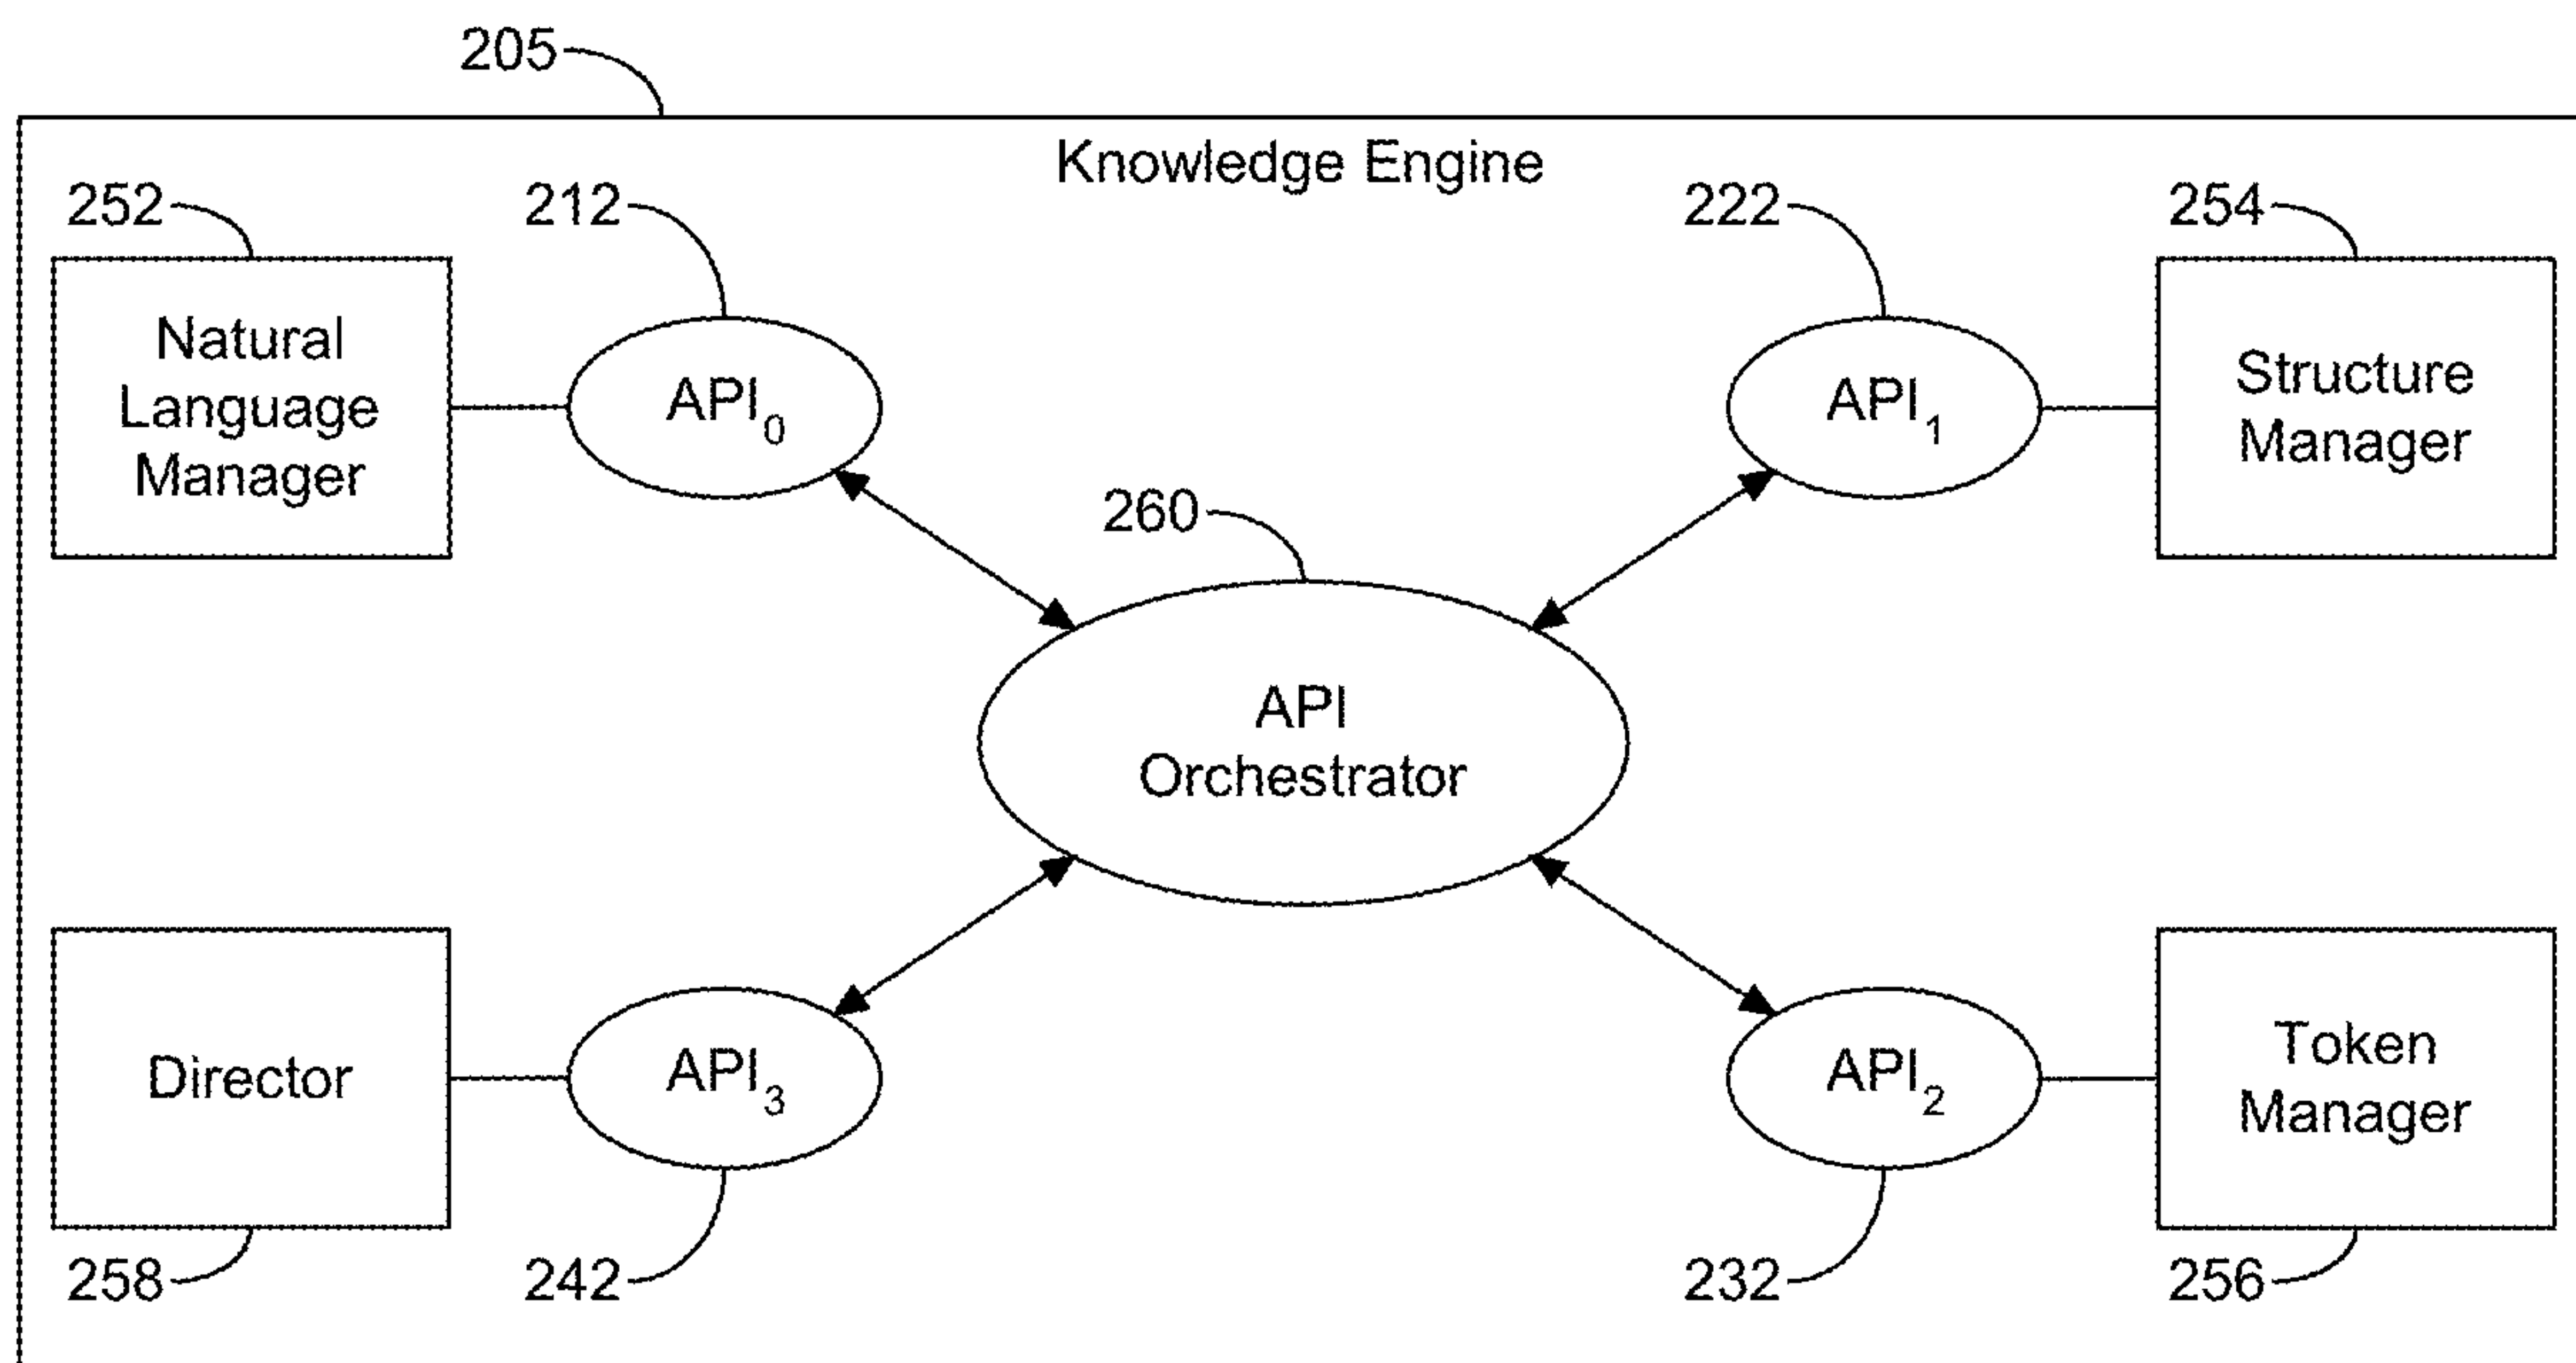 205
Knowledge Engine
252
212
222
254
Natural
Language
Manager
API₀
API₁
Structure
Manager
260
API
Orchestrator
Director
API₃
API₂
Token
Manager
258
242
232
256